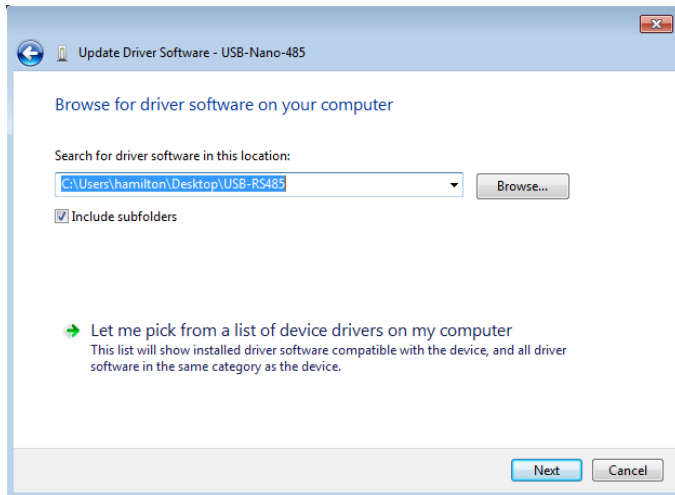 Update Driver Software - USB-Nano-485
Browse for driver software on your computer
Search for driver software in this location:
C:\Users\hamilton\Desktop\USB-RS485
Browse...
Include subfolders
Let me pick from a list of device drivers on my computer
This list will show installed driver software compatible with the device, and all driver
software in the same category as the device.
Next
Cancel